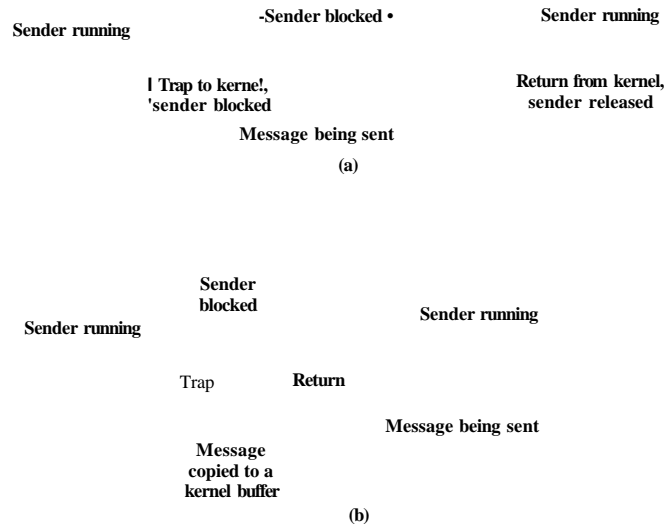 -Sender blocked •
Sender running
Sender running
I Trap to kerne!,
'sender blocked
Return from kernel,
sender released
Message being sent
(a)
Sender
blocked
Sender running
Sender running
Trap
Return
Message being sent
Message
copied to a
kernel buffer
(b)